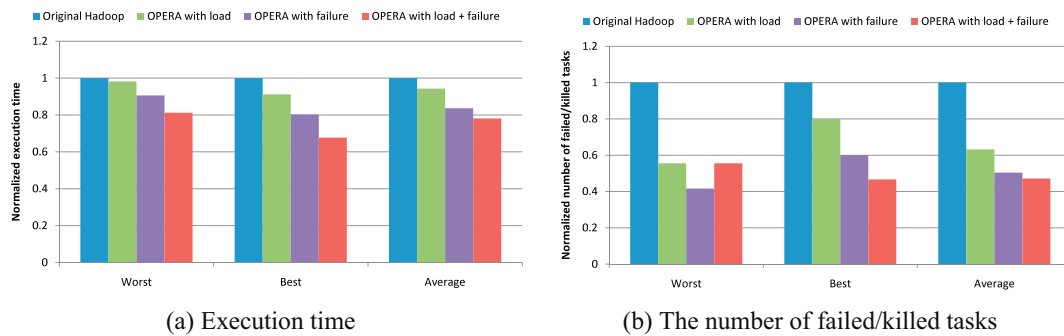 Original Hadoop OPERA with load OPERA with failure OPERA with load + failure
1.2
1
0.8
0.6
0.4
0.2
0
Normalized execution time
Worst Best Average
(a) Execution time
Original Hadoop OPERA with load OPERA with failure OPERA with load + failure
1.2
1
0.8
0.6
0.4
0.2
0
Normalized number of failed/killed tasks
Worst Best Average
(b) The number of failed/killed tasks